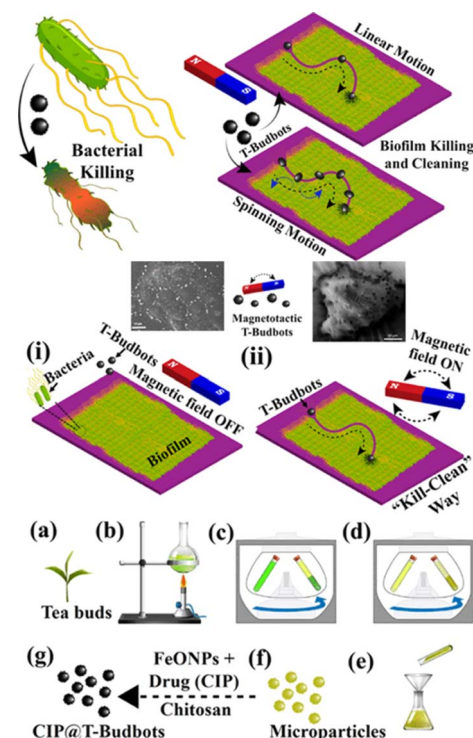 N
S
Linear Motion
T-Budbots
Bacterial
Killing
Biofilm Killing
and Cleaning
Spinning Motion
Magnetotactic
T-Budbots
(i)
T-Budbots
Bacteria
Magnetic field OFF
S
Biofilm
(ii)
Magnetic
field ON
T-Budbots
N
S
"Kill-Clean"
Way
(a)
(b)
(c)
(d)
Tea buds
(g)
FeONPs +
Drug (CIP)
Chitosan
(f)
(e)
CIP@T-Budbots
Microparticles